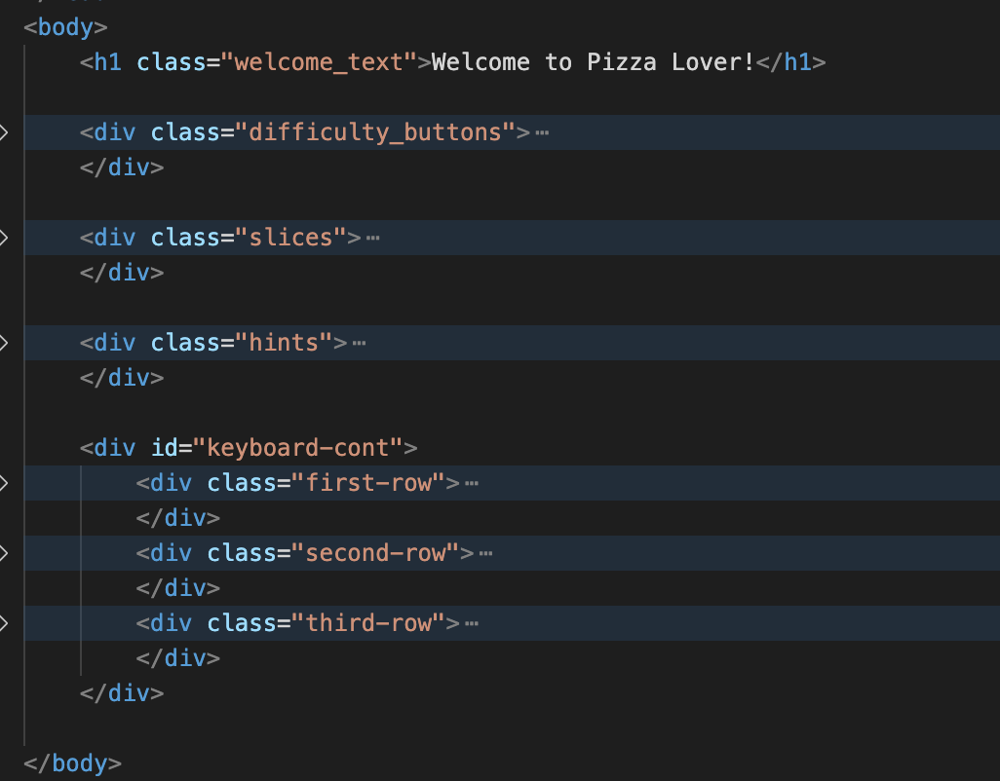 <body>
<h1 class="welcome_text">Welcome to Pizza Lover!</h1>
<div class="difficulty_buttons">⋯
</div>
<div class="slices">⋯
</div>
<div class="hints">⋯
</div>
<div id="keyboard-cont">
<div class="first-row">⋯
</div>
<div class="second-row">⋯
</div>
<div class="third-row">⋯
</div>
</div>
</body>